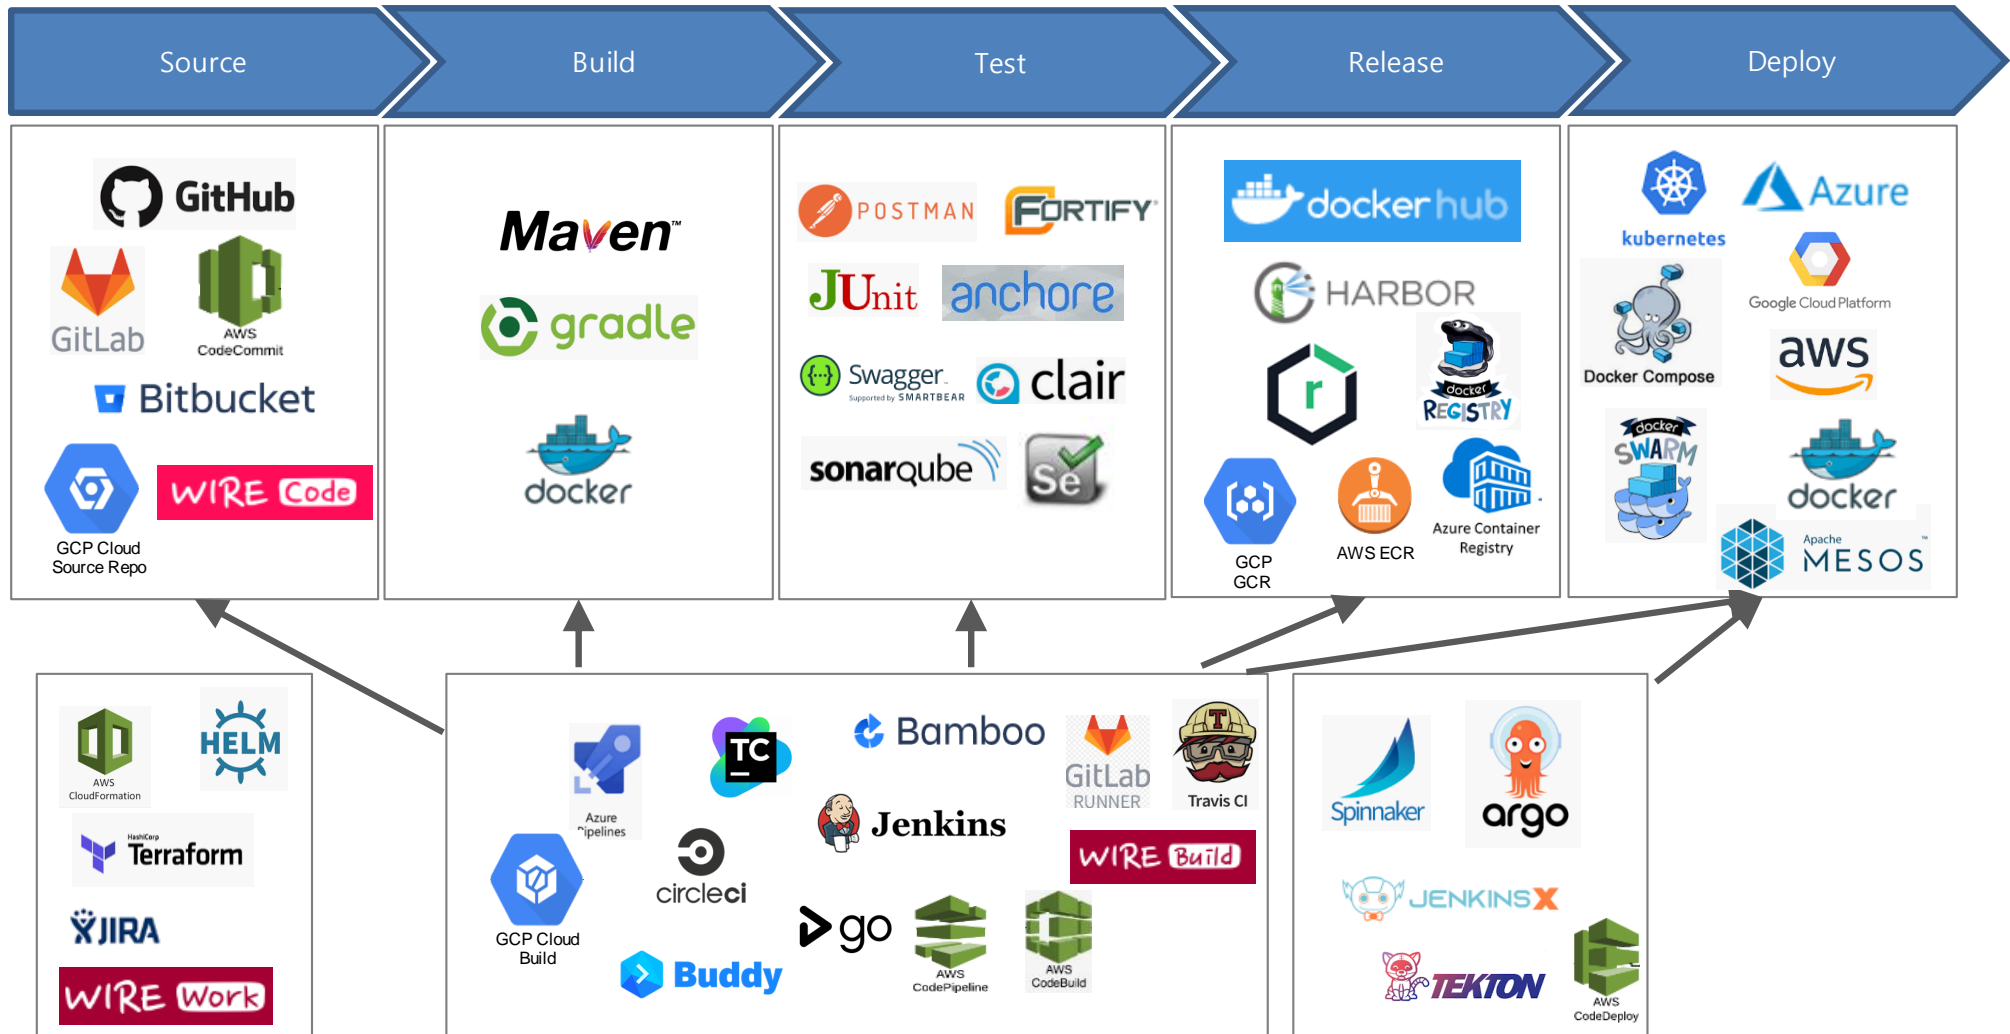 Source
Build
Test
Release
Deploy
GitHub
GitLab
AWS
CodeCommit
Bitbucket
GCP Cloud
Source Repo
WIRE Code
Maven™
gradle
docker
POSTMAN
FORTIFY
JUnit
anchore
Swagger
Supported by SMARTBEAR
clair
sonarqube
Se
dockerhub
HARBOR
r
docker
REGISTRY
GCP
GCR
AWS ECR
Azure Container
Registry
kubernetes
Azure
Google Cloud Platform
Docker Compose
aws
docker
SWARM
docker
Apache
MESOS™
AWS
CloudFormation
HELM
HashiCorp
Terraform
JIRA
WIRE Work
Azure
Pipelines
TC
Bamboo
GitLab
RUNNER
T
Travis CI
GCP Cloud
Build
circleci
Jenkins
WIRE Build
Buddy
go
AWS
CodePipeline
AWS
CodeBuild
Spinnaker
argo
JENKINS X
TEKTON
AWS
CodeDeploy